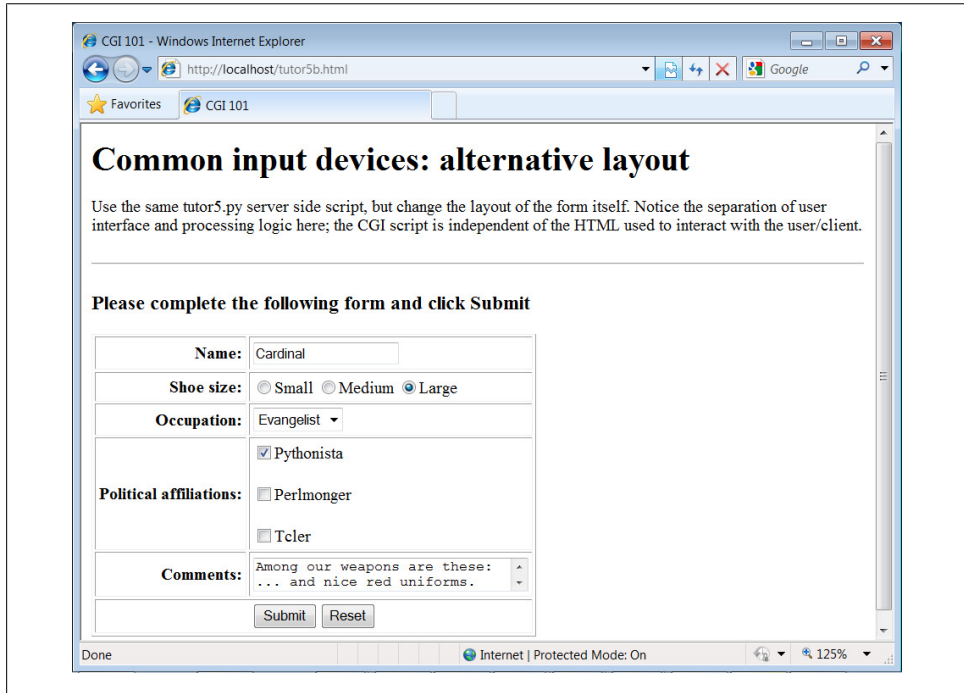 CGI 101 - Windows Internet Explorer
http://localhost/tutor5b.html
Google
Favorites
CGI 101
Common input devices: alternative layout
Use the same tutor5.py server side script, but change the layout of the form itself. Notice the separation of user
interface and processing logic here; the CGI script is independent of the HTML used to interact with the user/client.
Please complete the following form and click Submit
Name: Cardinal
Shoe size: Small Medium Large
Occupation: Evangelist
Political affiliations:
Pythonista
Perlmonger
Tcler
Comments:
Among our weapons are these:
... and nice red uniforms.
Submit Reset
Done
Internet | Protected Mode: On
125%